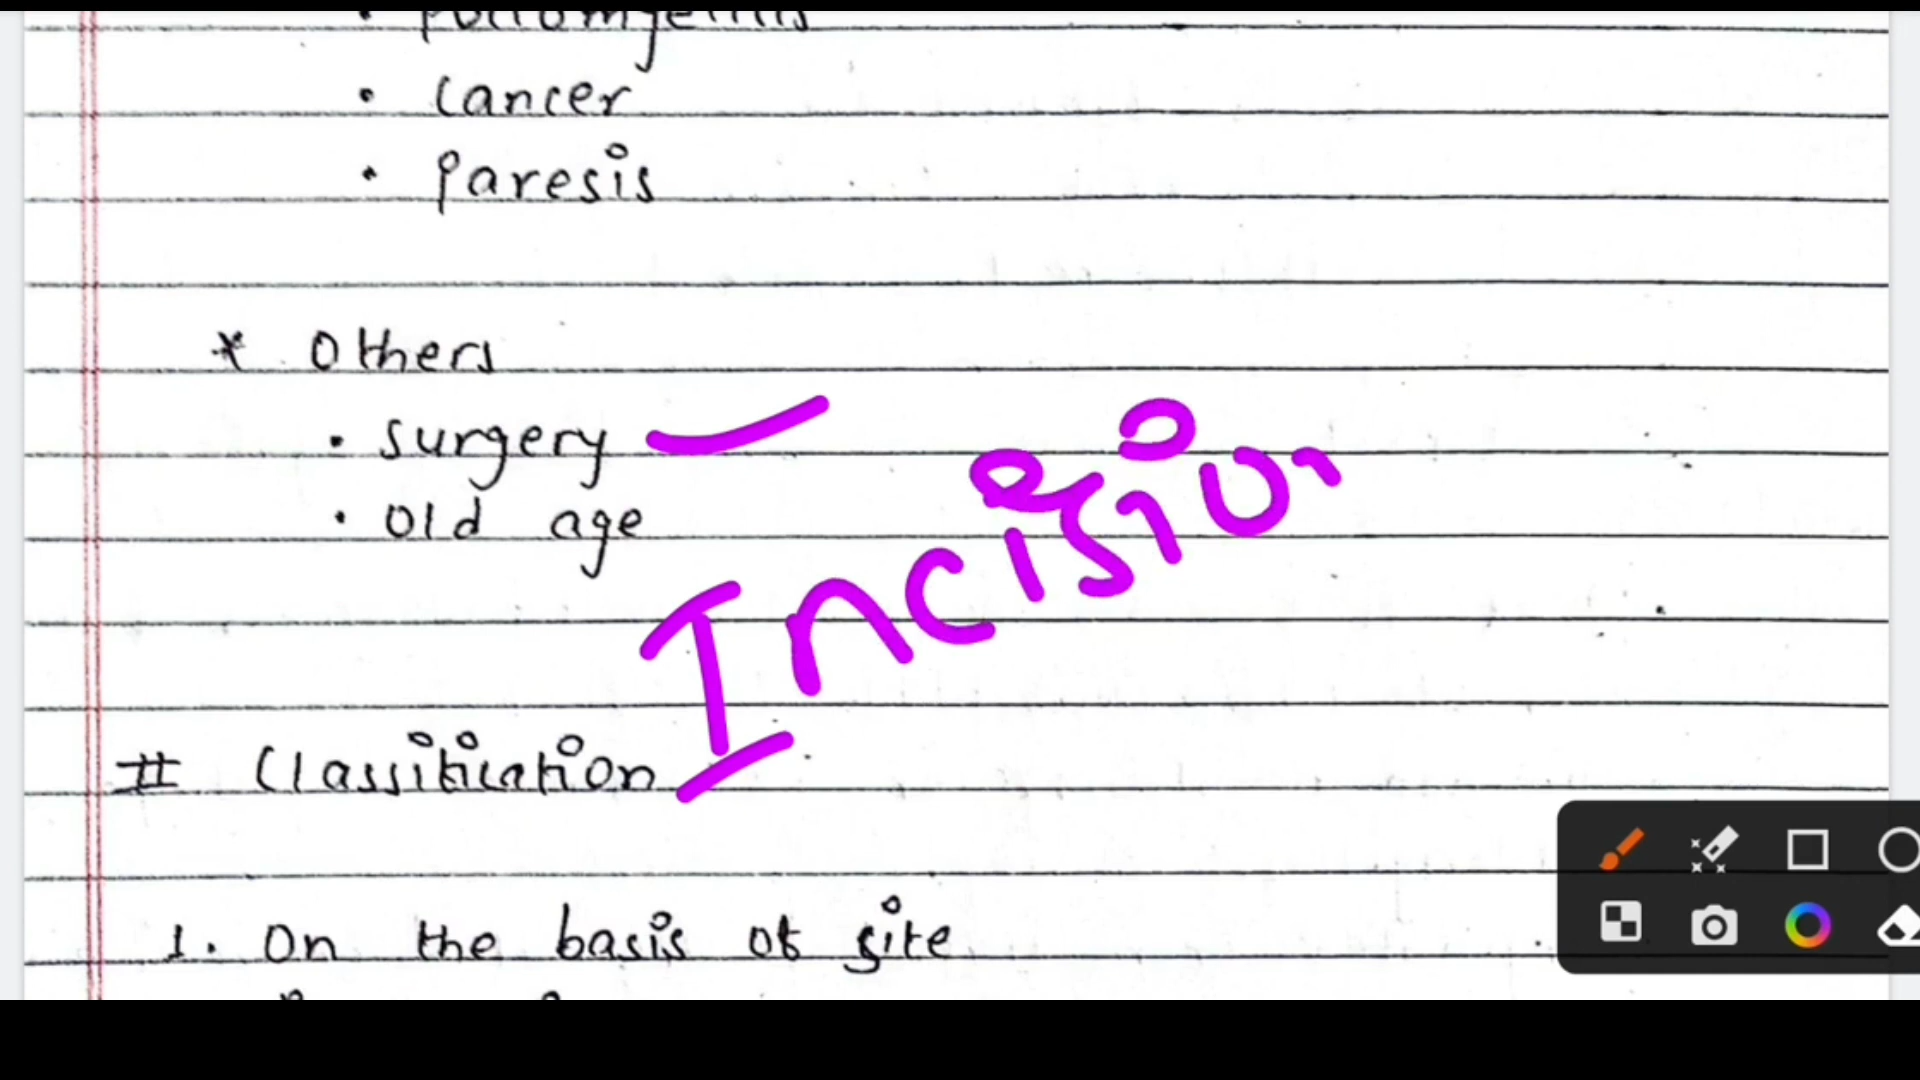 • Cancer
• Paresis
* Others
• Surgery
• Old age
Incision
# Classification
1. On the basis of site